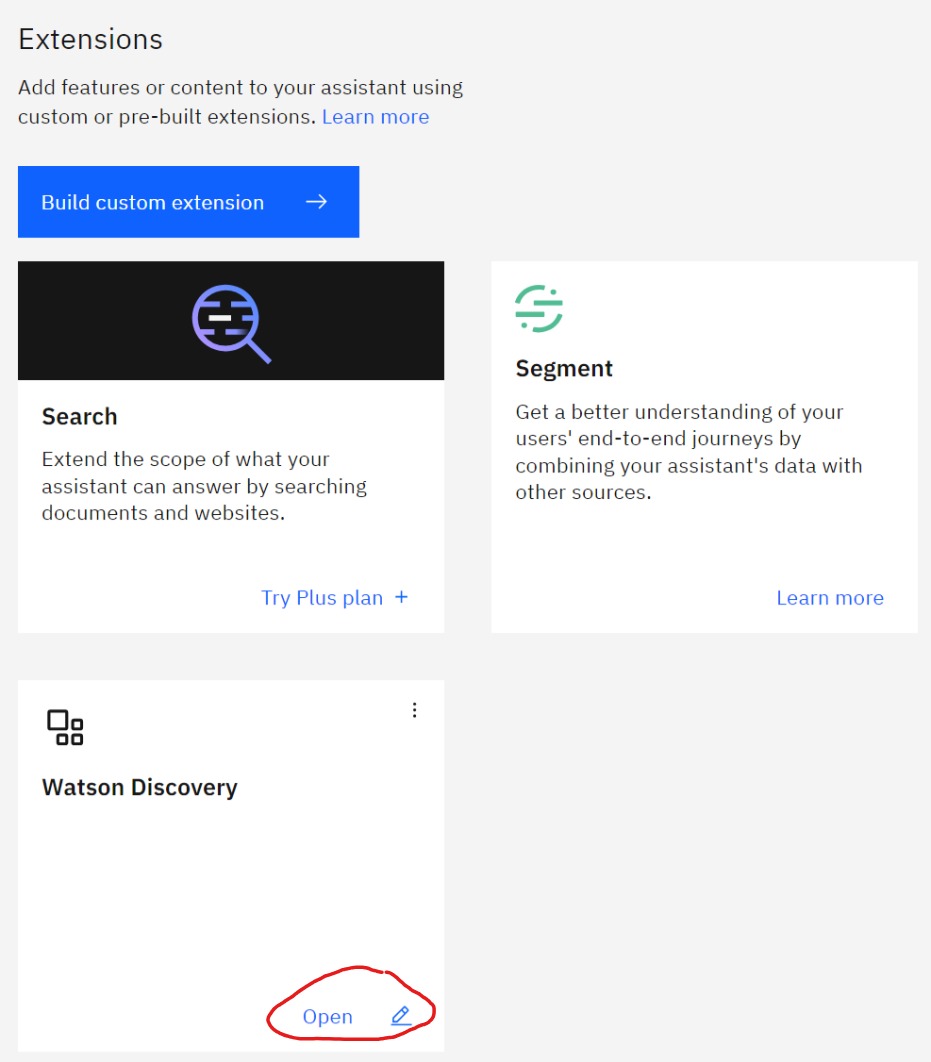 Extensions
Add features or content to your assistant using
custom or pre-built extensions. Learn more
Build custom extension
Search
Extend the scope of what your
assistant can answer by searching
documents and websites.
Try Plus plan +
Segment
Get a better understanding of your
users' end-to-end journeys by
combining your assistant's data with
other sources.
Learn more
Watson Discovery
Open